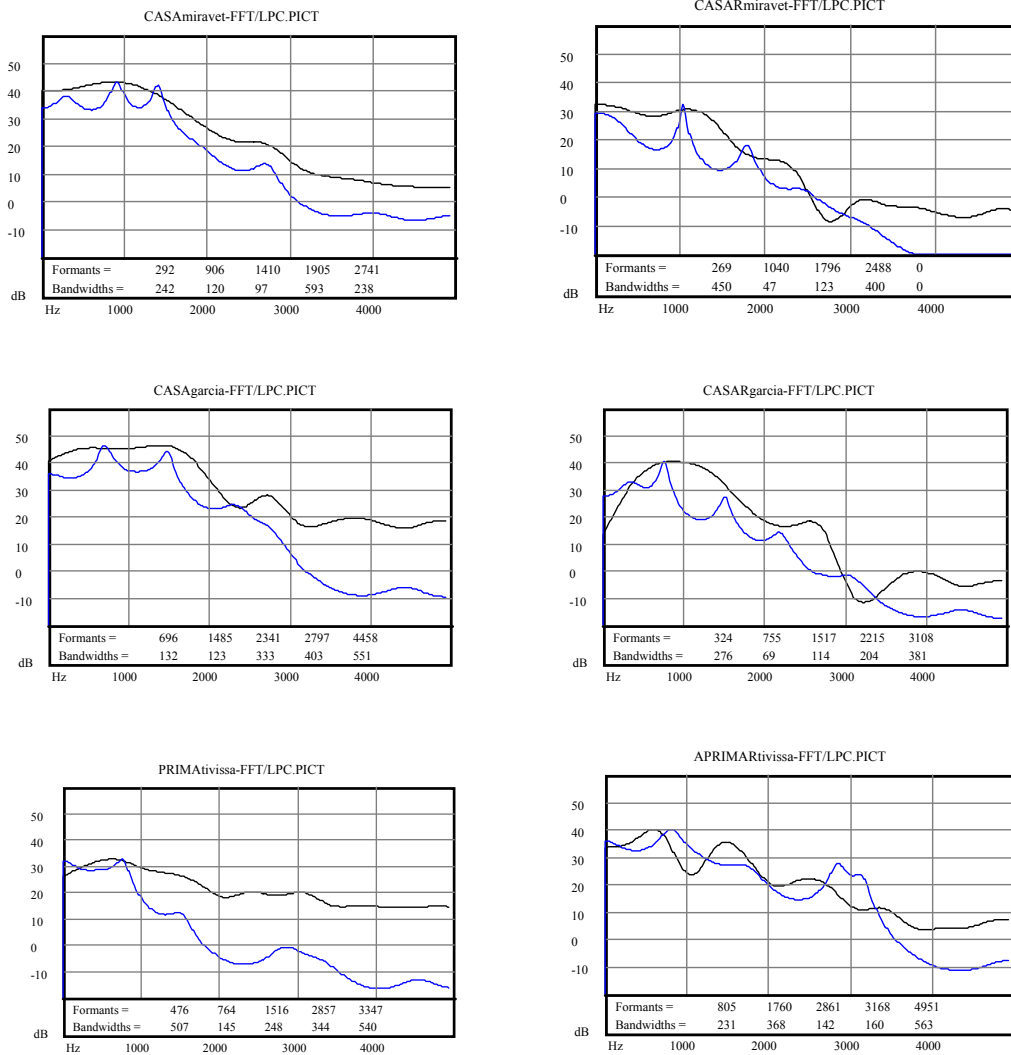 CASAmiravet-FFT/LPC.PICT
50
40
30
20
10
0
-10
Formants = 292 906 1410 1905 2741
dB Bandwidths = 242 120 97 593 238
Hz 1000 2000 3000 4000
CASARmiravet-FFT/LPC.PICT
50
40
30
20
10
0
-10
Formants = 269 1040 1796 2488 0
dB Bandwidths = 450 47 123 400 0
Hz 1000 2000 3000 4000
CASAgarcia-FFT/LPC.PICT
50
40
30
20
10
0
-10
Formants = 696 1485 2341 2797 4458
dB Bandwidths = 132 123 333 403 551
Hz 1000 2000 3000 4000
CASARgarcia-FFT/LPC.PICT
50
40
30
20
10
0
-10
Formants = 324 755 1517 2215 3108
dB Bandwidths = 276 69 114 204 381
Hz 1000 2000 3000 4000
PRIMAtivissa-FFT/LPC.PICT
50
40
30
20
10
0
-10
Formants = 476 764 1516 2857 3347
dB Bandwidths = 507 145 248 344 540
Hz 1000 2000 3000 4000
APRIMARtivissa-FFT/LPC.PICT
50
40
30
20
10
0
-10
Formants = 805 1760 2861 3168 4951
dB Bandwidths = 231 368 142 160 563
Hz 1000 2000 3000 4000